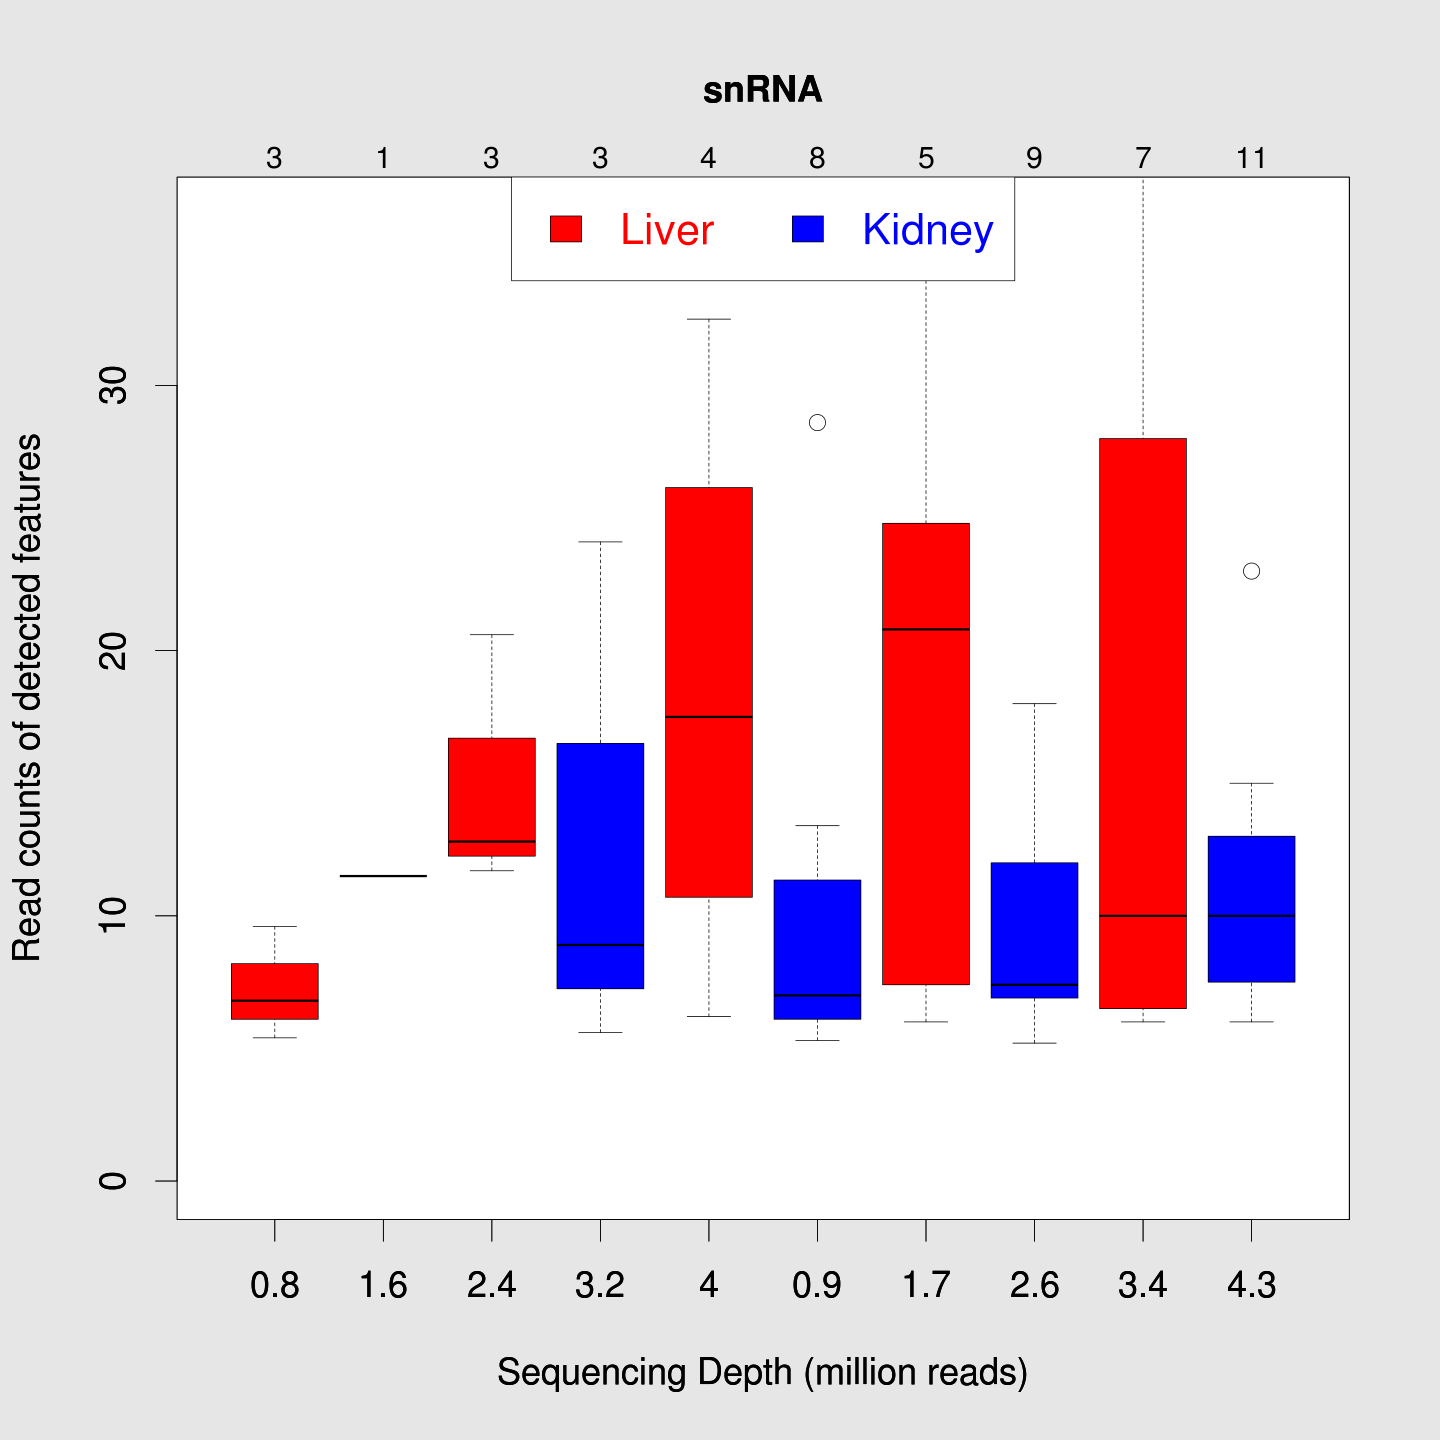 snRNA
3 1 3 3 4 8 5 9 7 11
Liver Kidney
30
20
10
0
Read counts of detected features
0.8 1.6 2.4 3.2 4 0.9 1.7 2.6 3.4 4.3
Sequencing Depth (million reads)